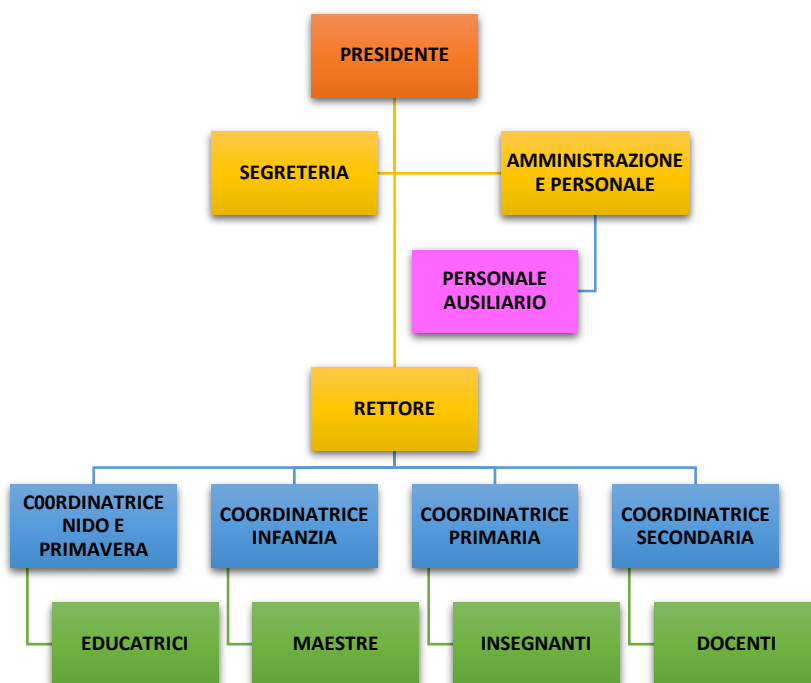 PRESIDENTE
SEGRETERIA
AMMINISTRAZIONE
E PERSONALE
PERSONALE
AUSILIARIO
RETTORE
C00RDINATRICE
NIDO E
PRIMAVERA
COORDINATRICE
INFANZIA
COORDINATRICE
PRIMARIA
COORDINATRICE
SECONDARIA
EDUCATRICI
MAESTRE
INSEGNANTI
DOCENTI